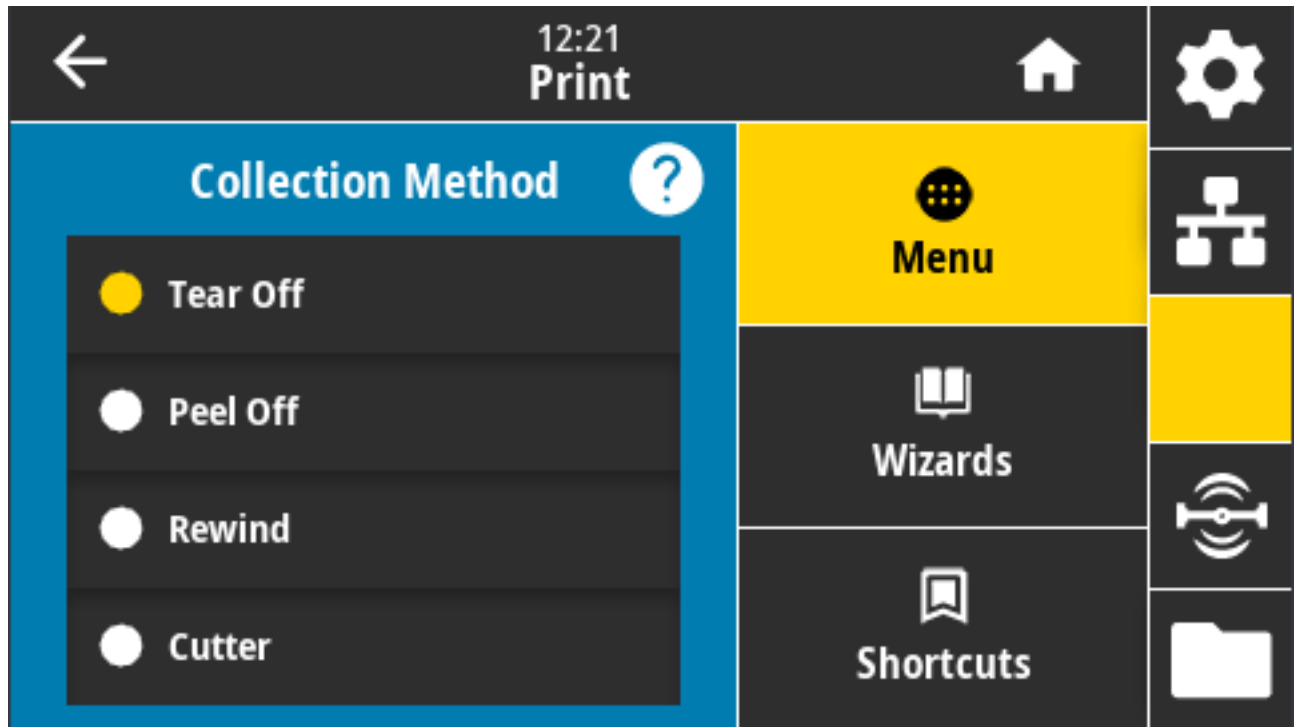 12:21
Print
Collection Method
?
Tear Off
Peel Off
Rewind
Cutter
Menu
Wizards
Shortcuts